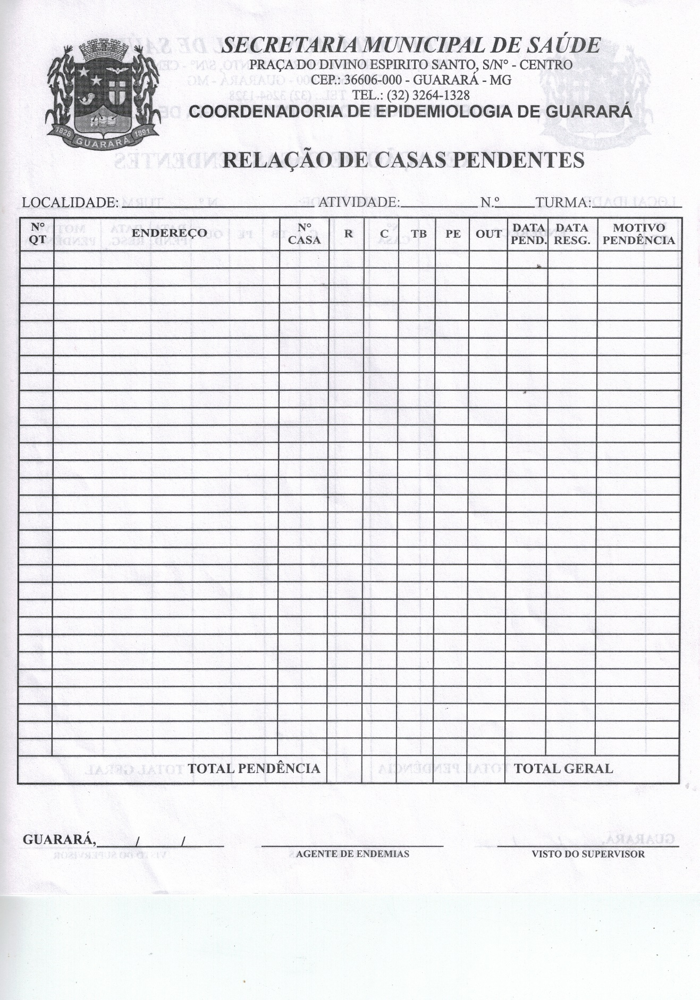 SECRETARIA MUNICIPAL DE SAÚDE
PRAÇA DO DIVINO ESPIRITO SANTO, S/N° - CENTRO
CEP.: 36606-000 - GUARARÁ - MG
TEL.: (32) 3264-1328
COORDENADORIA DE EPIDEMIOLOGIA DE GUARARÁ
1828 GUARARÁ 1891
RELAÇÃO DE CASAS PENDENTES
LOCALIDADE: ATIVIDADE: N.º TURMA:
N° QT ENDEREÇO N° CASA R C TB PE OUT DATA PEND. DATA RESG. MOTIVO PENDÊNCIA
TOTAL PENDÊNCIA TOTAL GERAL
GUARARÁ, / /
AGENTE DE ENDEMIAS VISTO DO SUPERVISOR